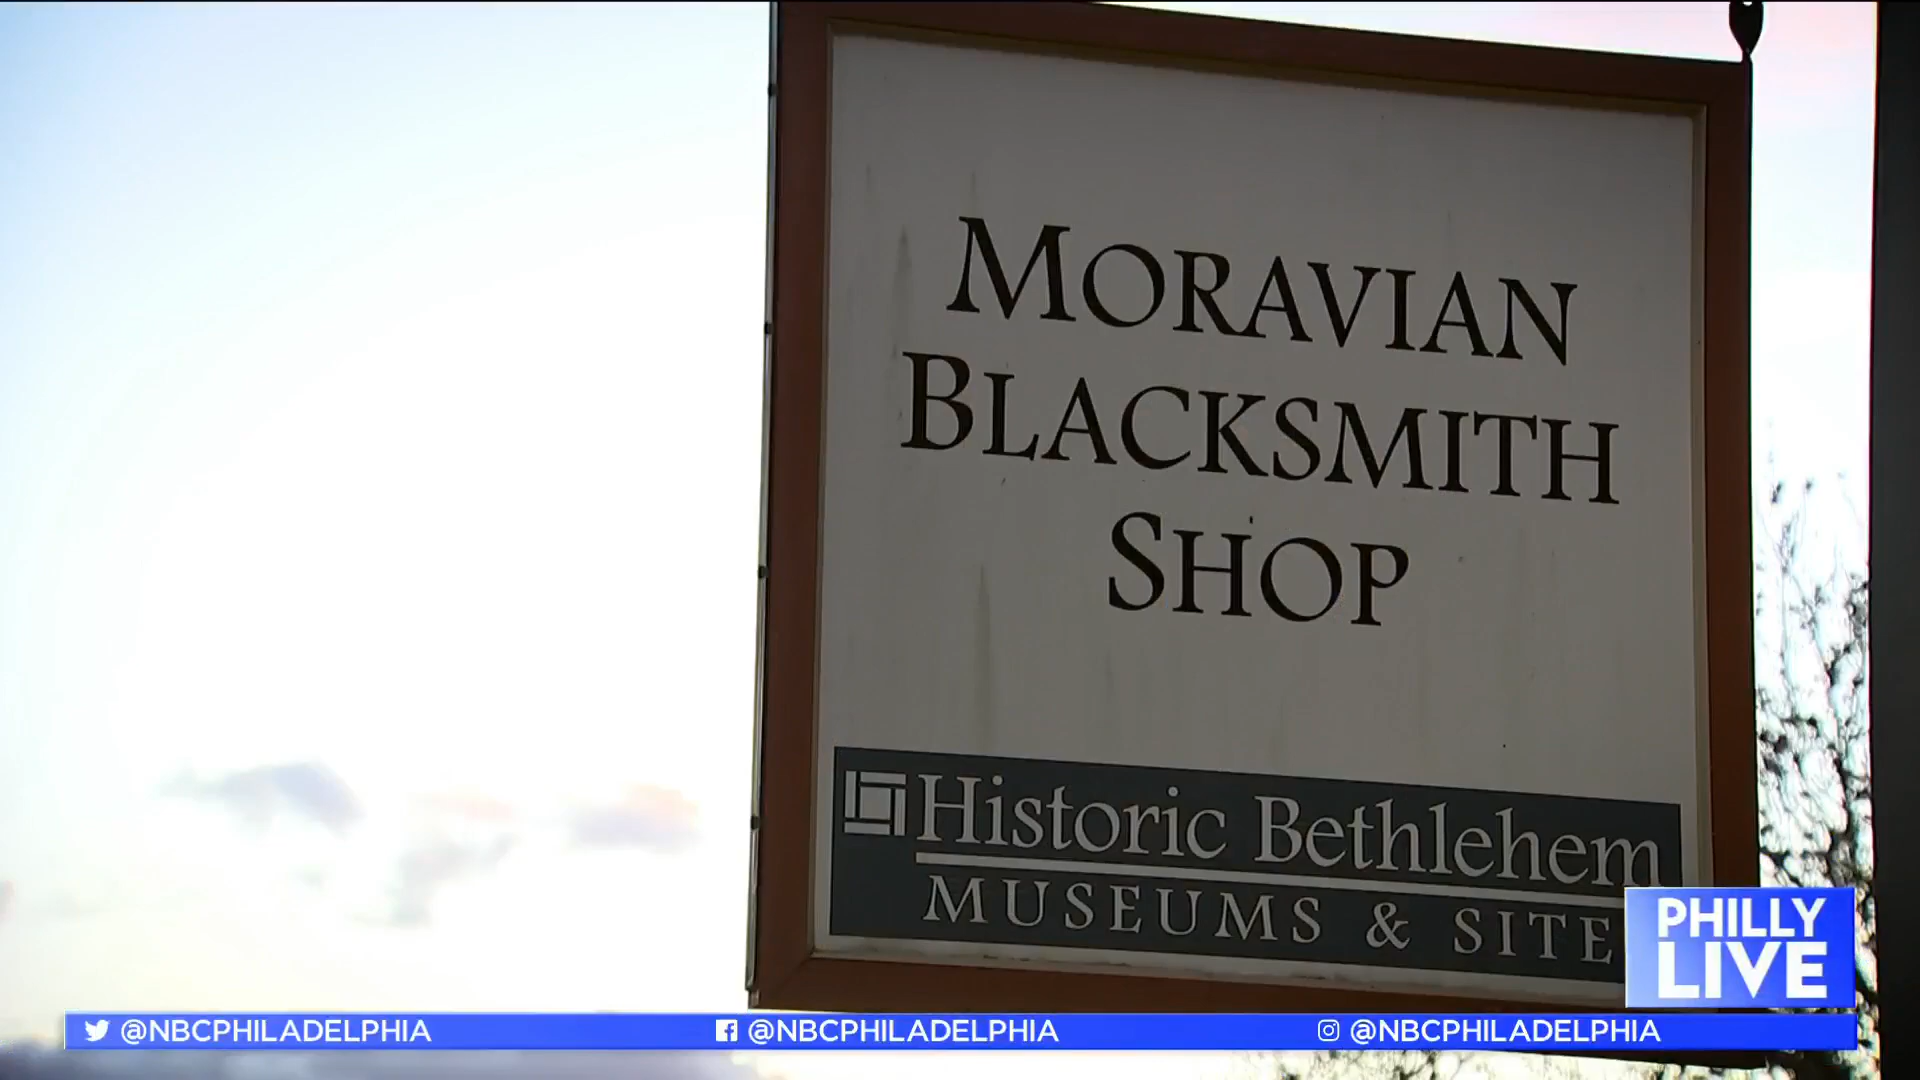 MORAVIAN
BLACKSMITH
SHOP
Historic Bethlehem
MUSEUMS & SITE
PHILLY
LIVE
@NBCPHILADELPHIA @NBCPHILADELPHIA @NBCPHILADELPHIA